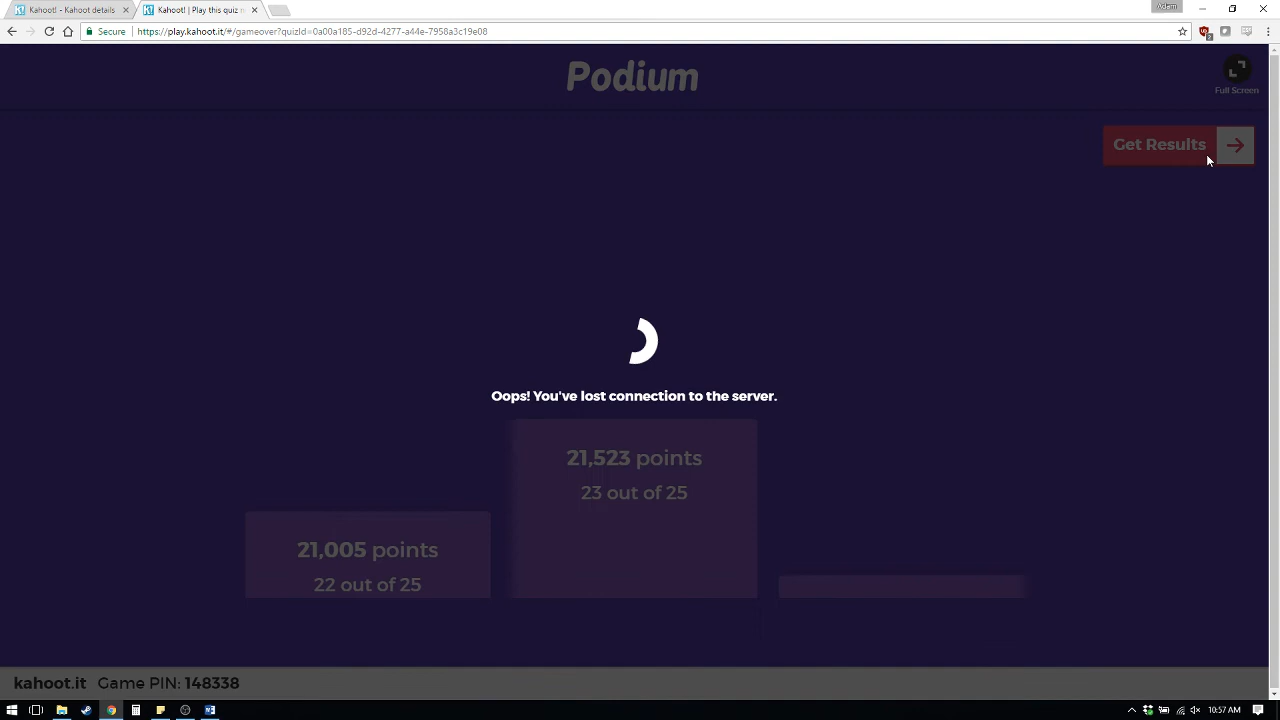 Kahoot! - Kahoot details
Kahoot! | Play this quiz n
Adam
Secure
https://play.kahoot.it/#/gameover?quizId=0a00a185-d92d-4277-a44e-7958a3c19e08
2
Podium
Full Screen
Get Results
Oops! You've lost connection to the server.
21,523 points
23 out of 25
21,005 points
22 out of 25
kahoot.it Game PIN: 148338
10:57 AM